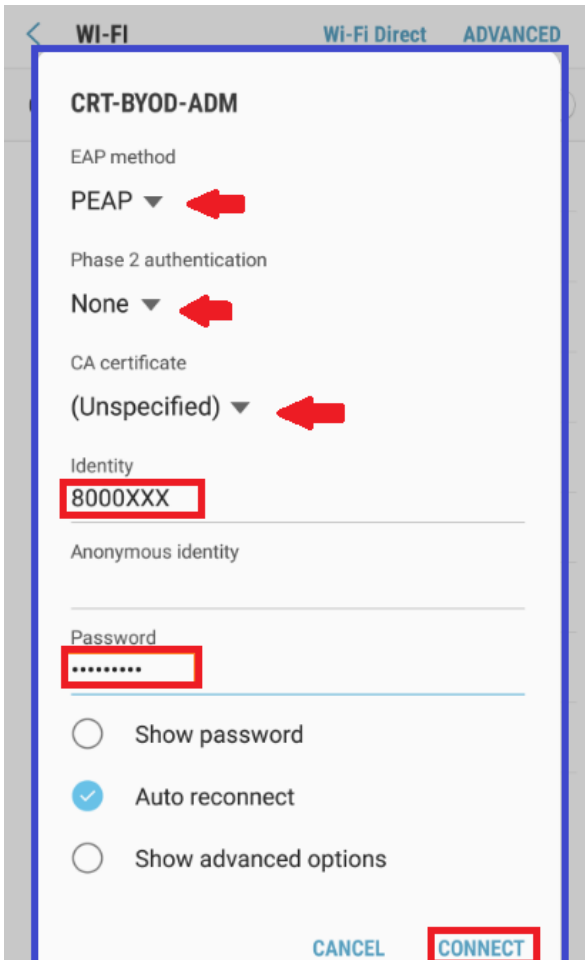 WI-FI Wi-Fi Direct ADVANCED
CRT-BYOD-ADM
EAP method
PEAP
Phase 2 authentication
None
CA certificate
(Unspecified)
Identity
8000XXX
Anonymous identity
Password
•••••••••
Show password
Auto reconnect
Show advanced options
CANCEL CONNECT